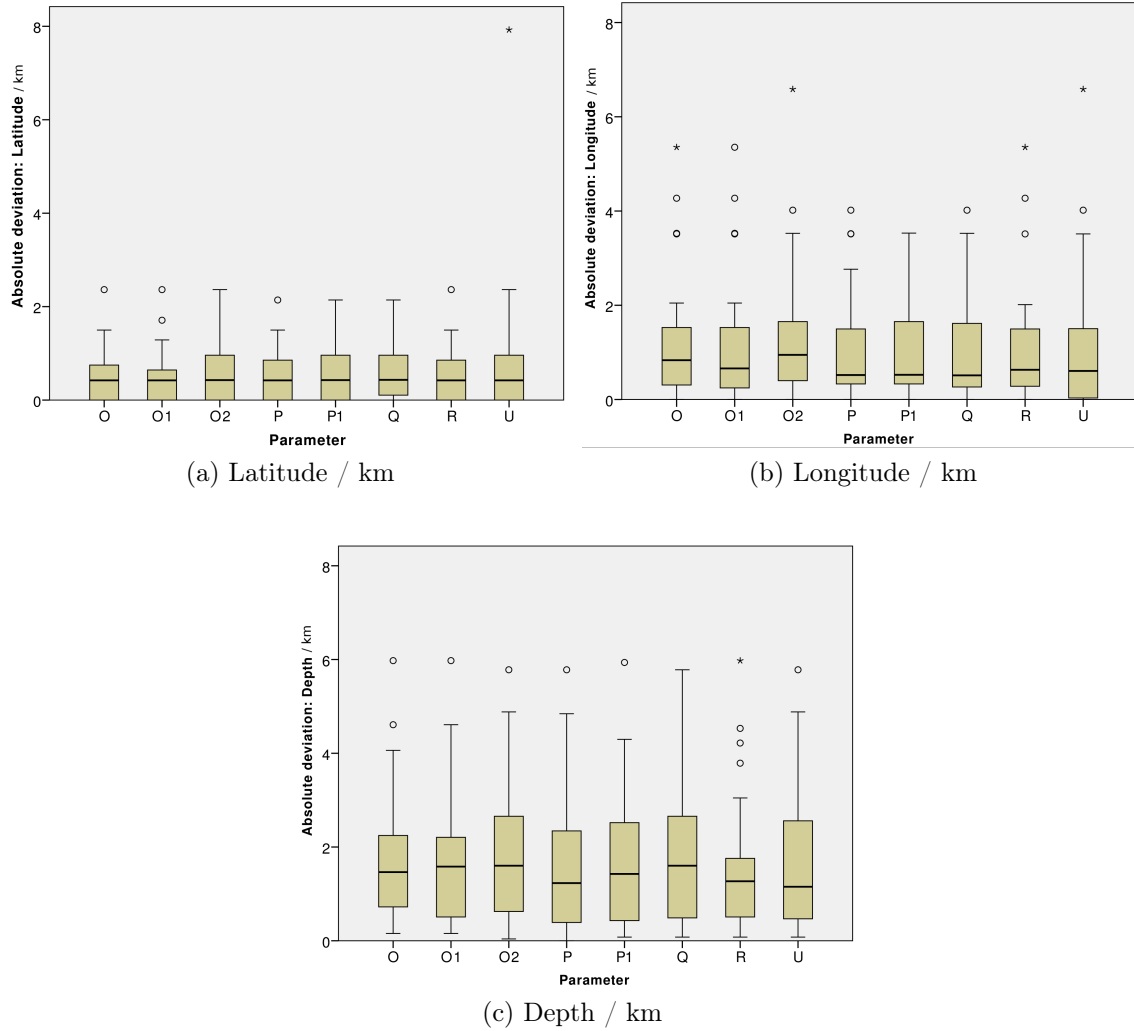 Absolute deviation: Latitude / km
8
6
4
2
0
O O1 O2 P P1 Q R U
Parameter
(a) Latitude / km
Absolute deviation: Longitude / km
8
6
4
2
0
O O1 O2 P P1 Q R U
Parameter
(b) Longitude / km
Absolute deviation: Depth / km
8
6
4
2
0
O O1 O2 P P1 Q R U
Parameter
(c) Depth / km